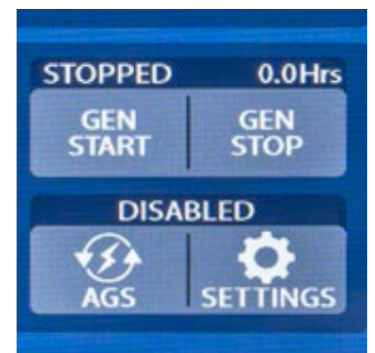 STOPPED 0.0Hrs
GEN GEN
START STOP
DISABLED
AGS SETTINGS